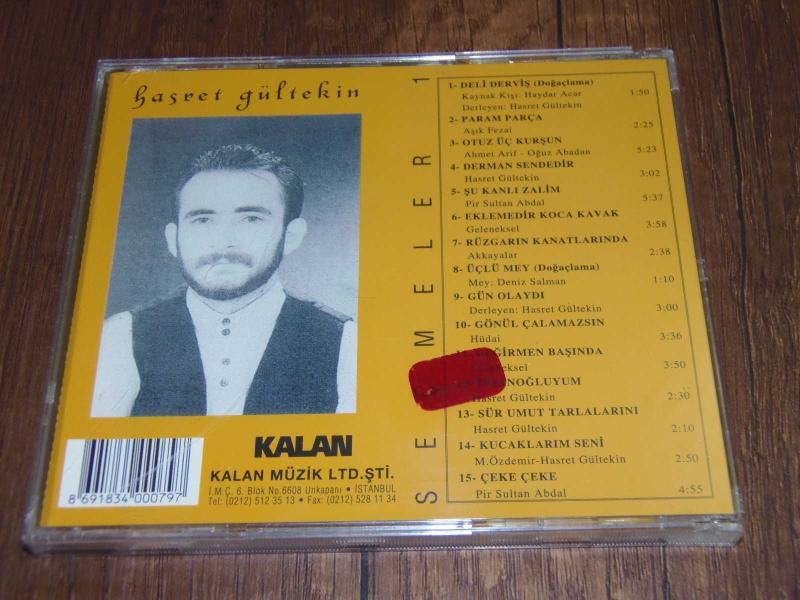 hasret gültekin
SE MELER 1
1- DELİ DERVİŞ (Doğaçlama)
Kaynak Kişi: Haydar Acar 1:50
Derleyen: Hasret Gültekin
2- PARAM PARÇA
Aşık Fezai 2:25
3- OTUZ ÜÇ KURŞUN
Ahmet Arif - Oğuz Abadan 5:23
4- DERMAN SENDEDİR
Hasret Gültekin 3:02
5- ŞU KANLI ZALİM
Pir Sultan Abdal 5:37
6- EKLEMEDİR KOCA KAVAK
Geleneksel 3:58
7- RÜZGARIN KANATLARINDA
Akkayalar 2:38
8- ÜÇLÜ MEY (Doğaçlama)
Mey: Deniz Salman 1:10
9- GÜN OLAYDI
Derleyen: Hasret Gültekin 3:00
10- GÖNÜL ÇALAMAZSIN
Hüdai 3:36
BAŞINDA
3:50
Hasret Gültekin 2:30
13- SÜR UMUT TARLALARINI
Hasret Gültekin 2:10
14- KUCAKLARIM SENİ
M.Özdemir-Hasret Gültekin 2:50
15- ÇEKE ÇEKE
Pir Sultan Abdal 4:55
8 691834 000797
KALAN
KALAN MÜZİK LTD.ŞTİ.
İ.M.Ç. 6. Blok No.6608 Unkapanı • İSTANBUL
Tel: (0212) 512 35 13 • Fax: (0212) 528 11 34